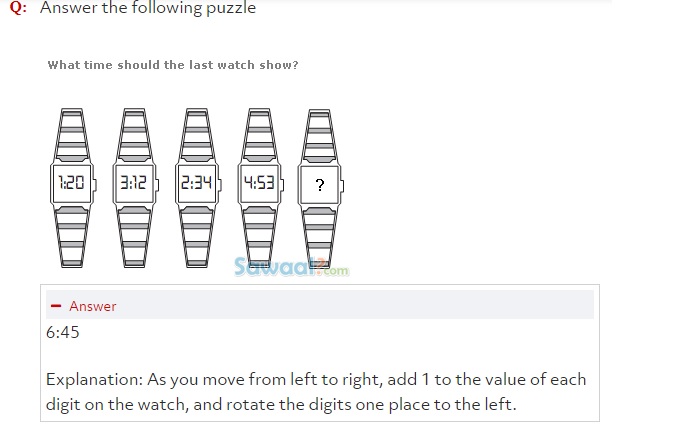 Q: Answer the following puzzle
What time should the last watch show?
1:20 3:12 2:34 4:53 ?
Sawaal?.com
− Answer
6:45
Explanation: As you move from left to right, add 1 to the value of each
digit on the watch, and rotate the digits one place to the left.